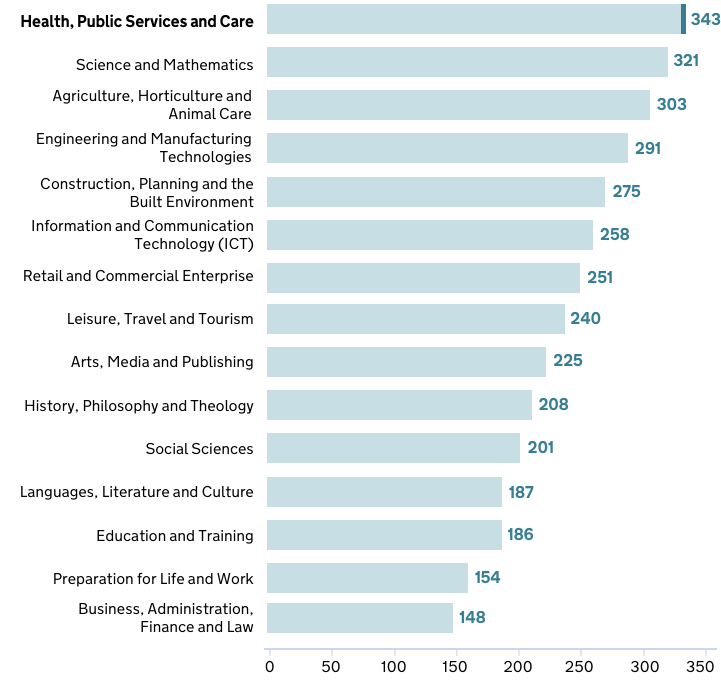 Health, Public Services and Care 343
Science and Mathematics 321
Agriculture, Horticulture and
Animal Care 303
Engineering and Manufacturing
Technologies 291
Construction, Planning and the
Built Environment 275
Information and Communication
Technology (ICT) 258
Retail and Commercial Enterprise 251
Leisure, Travel and Tourism 240
Arts, Media and Publishing 225
History, Philosophy and Theology 208
Social Sciences 201
Languages, Literature and Culture 187
Education and Training 186
Preparation for Life and Work 154
Business, Administration,
Finance and Law 148
0 50 100 150 200 250 300 350